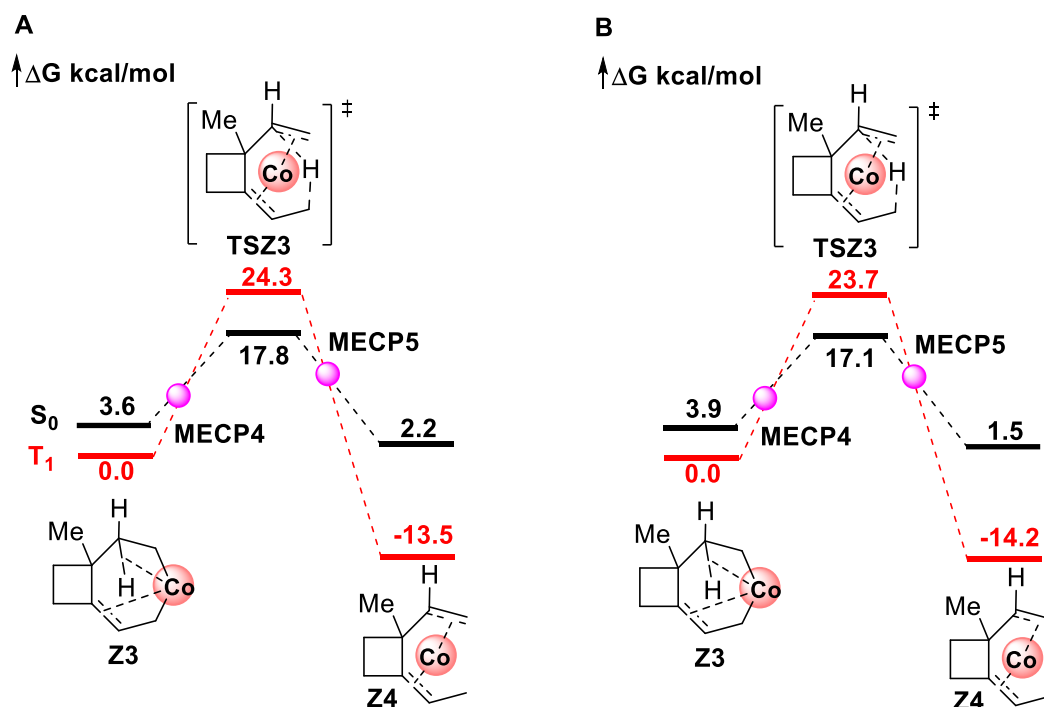 A
↑ΔG kcal/mol
H
Me
‡
H
Co
TSZ3
24.3
17.8
MECP5
S0
3.6
MECP4
2.2
T1
0.0
-13.5
H
Me
H
Co
Z3
H
Me
Co
Z4
B
↑ΔG kcal/mol
H
Me
‡
H
Co
TSZ3
23.7
17.1
MECP5
3.9
MECP4
1.5
0.0
-14.2
H
Me
H
Co
Z3
H
Me
Co
Z4